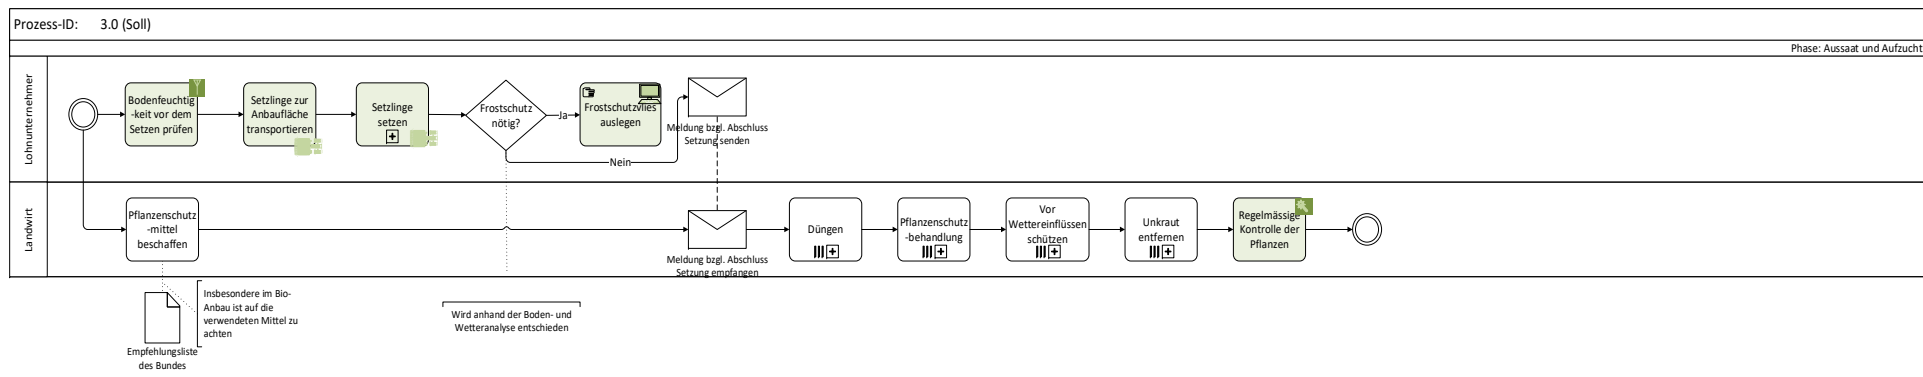 Prozess-ID: 3.0 (Soll)
Phase: Aussaat und Aufzucht
Lohnunternehmer
Bodenfeuchtig
-keit vor dem
Setzen prüfen
Setzlinge zur
Anbaufläche
transportieren
Setzlinge
setzen
Frostschutz
nötig?
Ja
Nein
Frostschutzvlies
auslegen
Meldung bzgl. Abschluss
Setzung senden
Landwirt
Pflanzenschutz
-mittel
beschaffen
Meldung bzgl. Abschluss
Setzung empfangen
Düngen
Pflanzenschutz
-behandlung
Vor
Wettereinflüssen
schützen
Unkraut
entfernen
Regelmässige
Kontrolle der
Pflanzen
Insbesondere im Bio-
Anbau ist auf die
verwendeten Mittel zu
achten
Empfehlungsliste
des Bundes
Wird anhand der Boden- und
Wetteranalyse entschieden